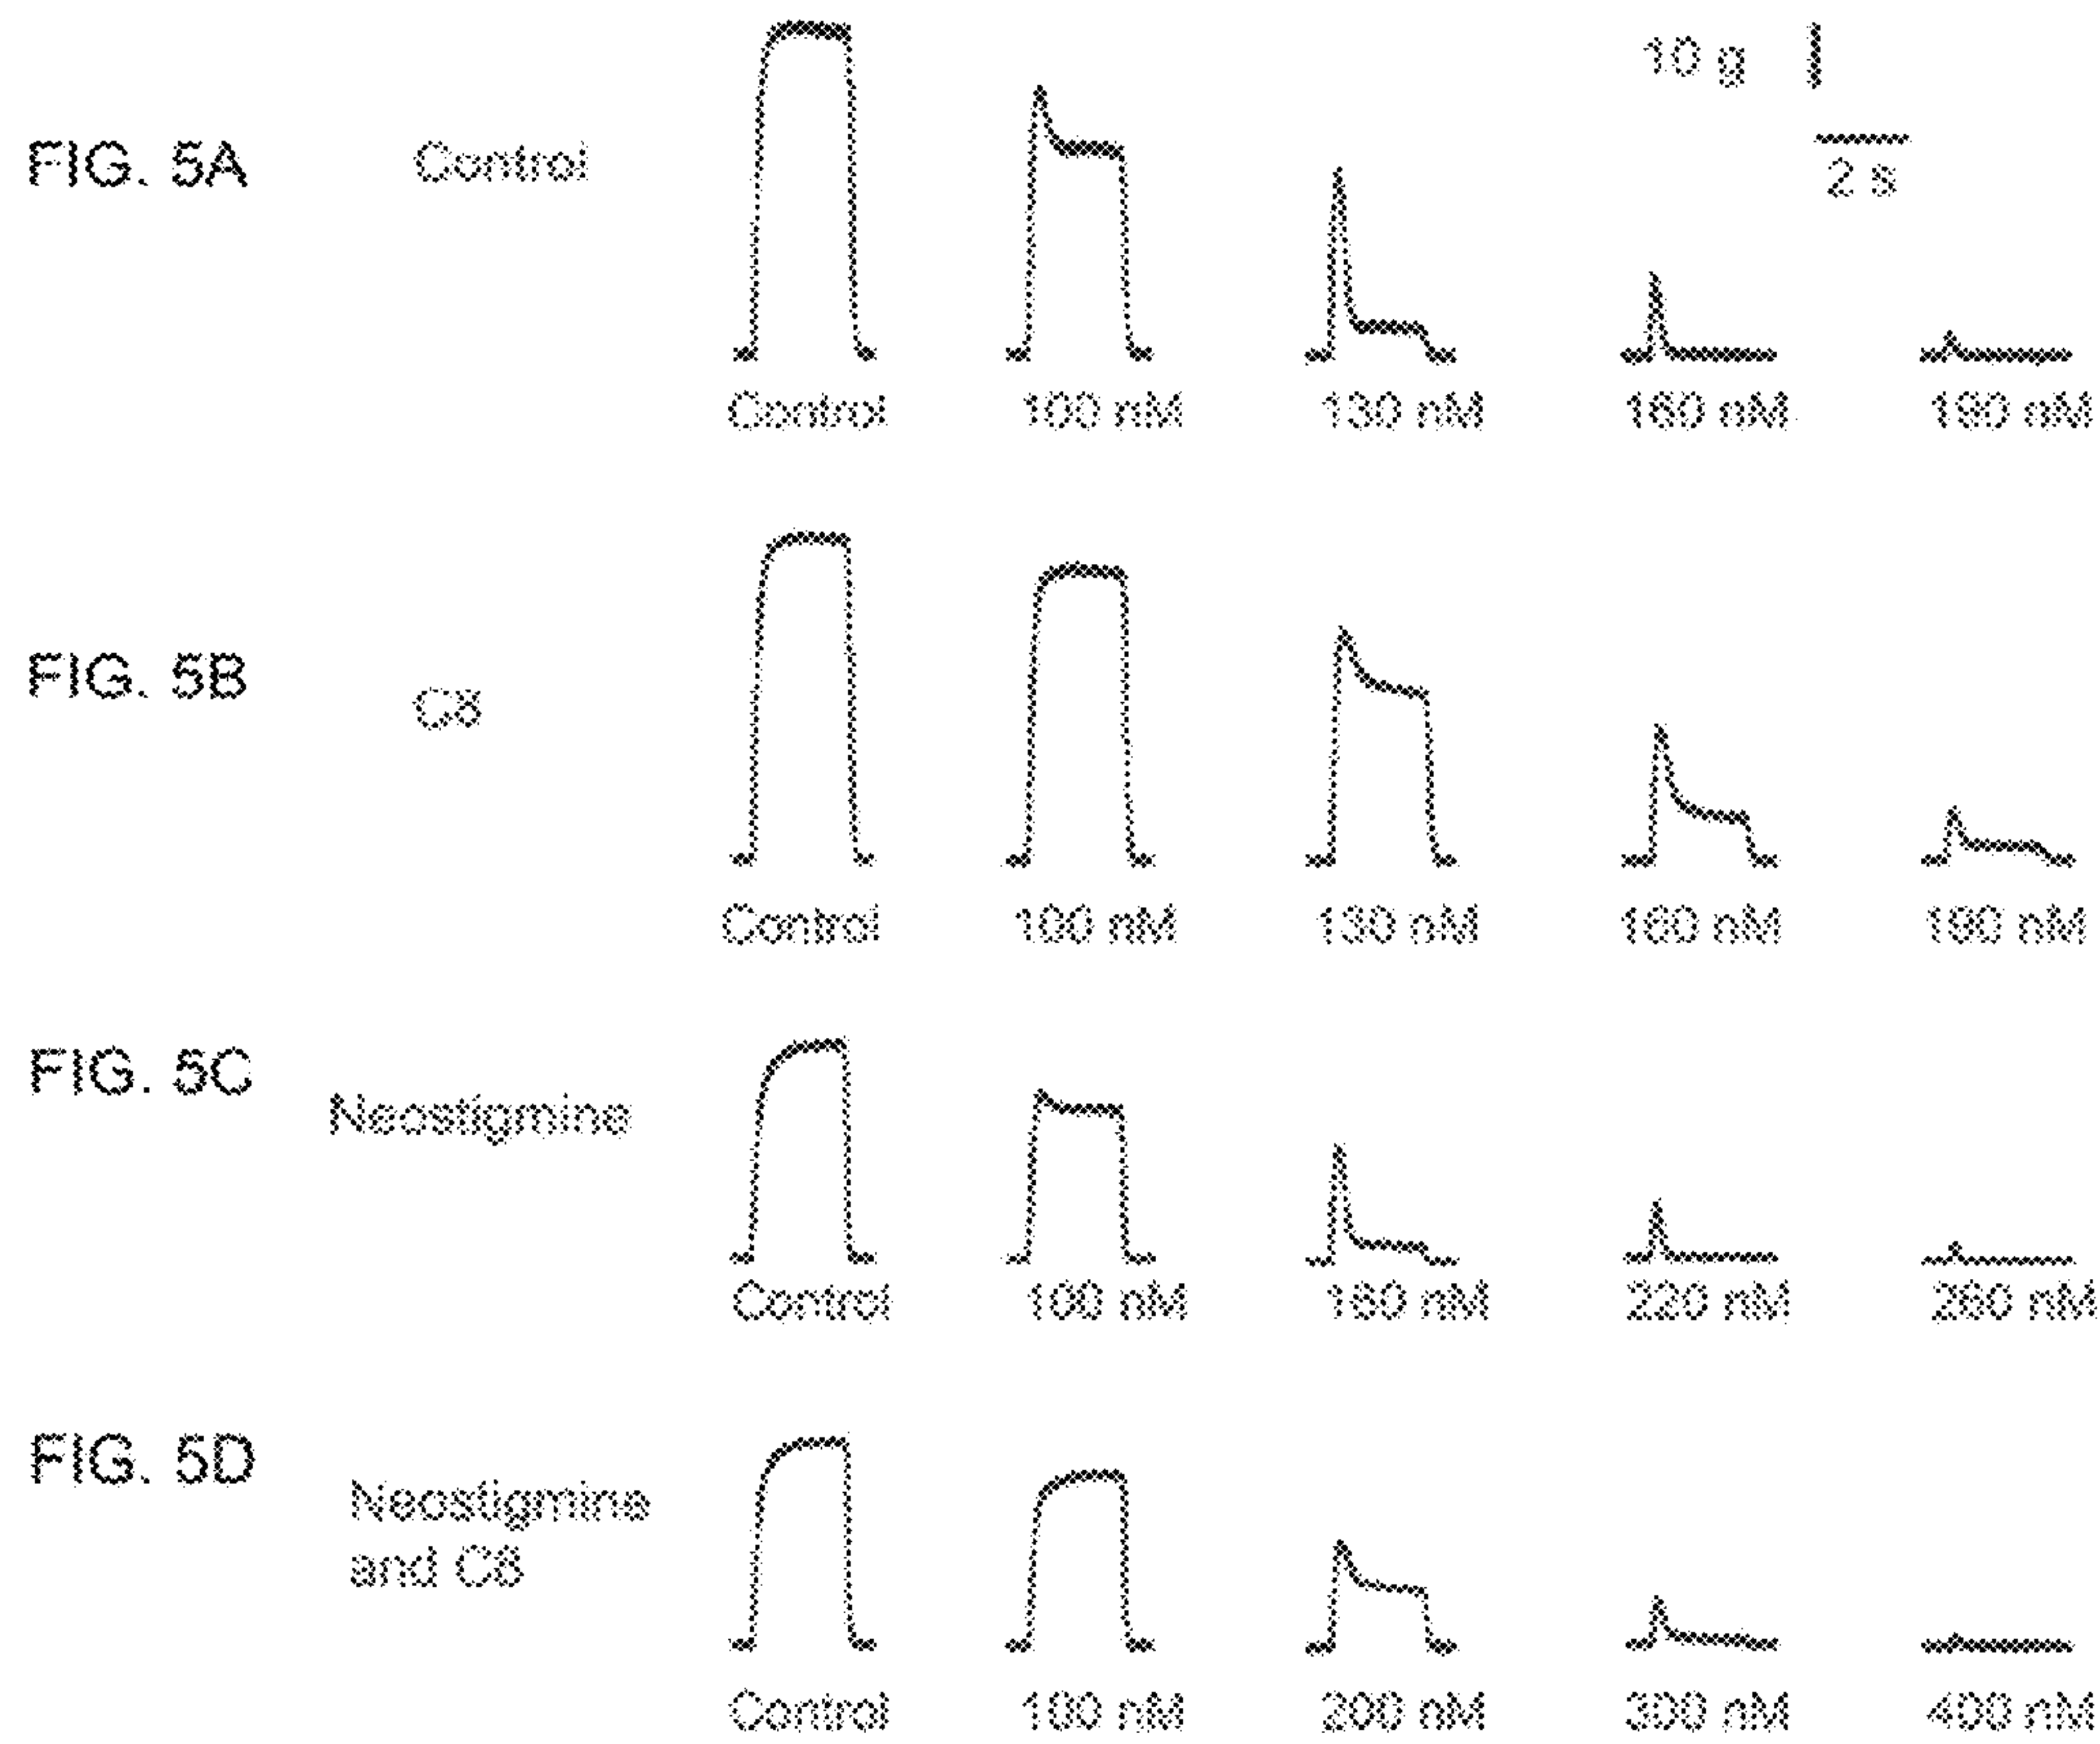 10 g
2 s
FIG. 5A Control
Control 100 nM 130 nM 160 nM 190 nM
FIG. 5B C8
Control 100 nM 130 nM 160 nM 190 nM
FIG. 5C
Neostigmine
Control 100 nM 160 nM 220 nM 280 nM
FIG. 5D
Neostigmine
and C8
Control 100 nM 200 nM 300 nM 400 nM